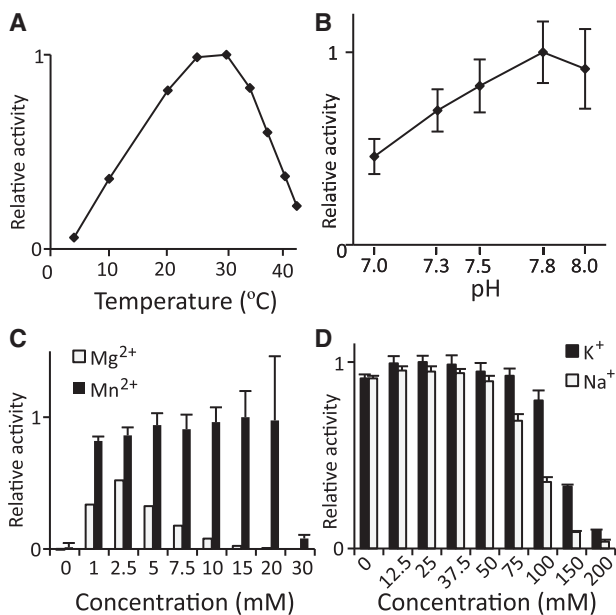 A
Relative activity
1
0
0 10 20 30 40
Temperature (ºC)
B
Relative activity
1
0
7.0 7.3 7.5 7.8 8.0
pH
C
Mg2+
Mn2+
Relative activity
1
0
0 1 2.5 5 7.5 10 15 20 30
Concentration (mM)
D
K+
Na+
Relative activity
1
0
0 12.5 25 37.5 50 75 100 150 200
Concentration (mM)